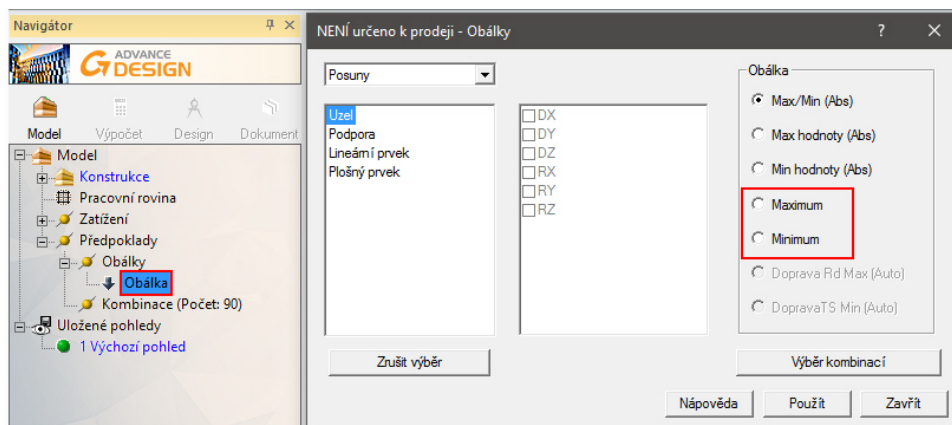 Navigátor
ADVANCE
DESIGN
Model Výpočet Design Dokument
Model
Konstrukce
Pracovní rovina
Zatížení
Předpoklady
Obálky
Obálka
Kombinace (Počet: 90)
Uložené pohledy
1 Výchozí pohled
NENÍ určeno k prodeji - Obálky
?
Posuny
Uzel
Podpora
Lineární prvek
Plošný prvek
DX
DY
DZ
RX
RY
RZ
Zrušit výběr
Obálka
Max/Min (Abs)
Max hodnoty (Abs)
Min hodnoty (Abs)
Maximum
Minimum
Doprava Rd Max (Auto)
DopravaTS Min (Auto)
Výběr kombinací
Nápověda Použít Zavřít